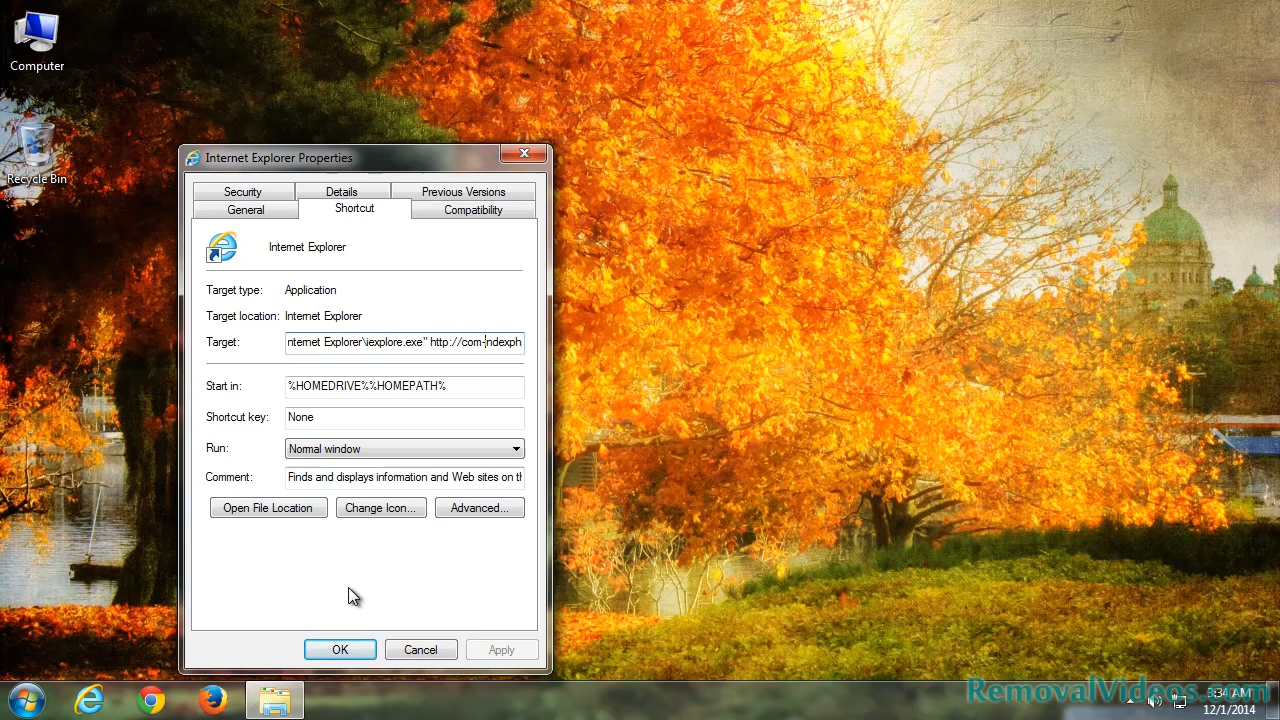 Computer
Recycle Bin
Internet Explorer Properties
Security Details Previous Versions
General Shortcut Compatibility
Internet Explorer
Target type: Application
Target location: Internet Explorer
Target: nternet Explorer\iexplore.exe" http://com-indexph
Start in: %HOMEDRIVE%%HOMEPATH%
Shortcut key: None
Run: Normal window
Comment: Finds and displays information and Web sites on th
Open File Location Change Icon... Advanced...
OK Cancel Apply
RemovalVideos.com
3:34 AM
12/1/2014